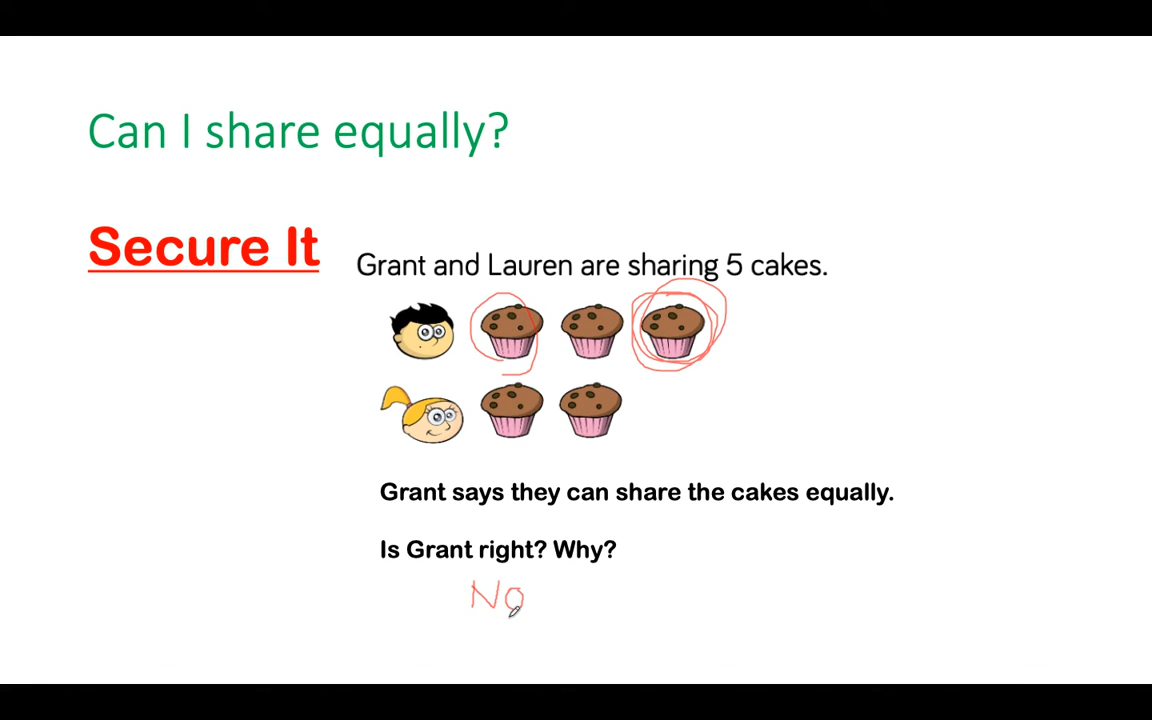 Can I share equally?
Secure It
Grant and Lauren are sharing 5 cakes.
Grant says they can share the cakes equally.
Is Grant right? Why?
No